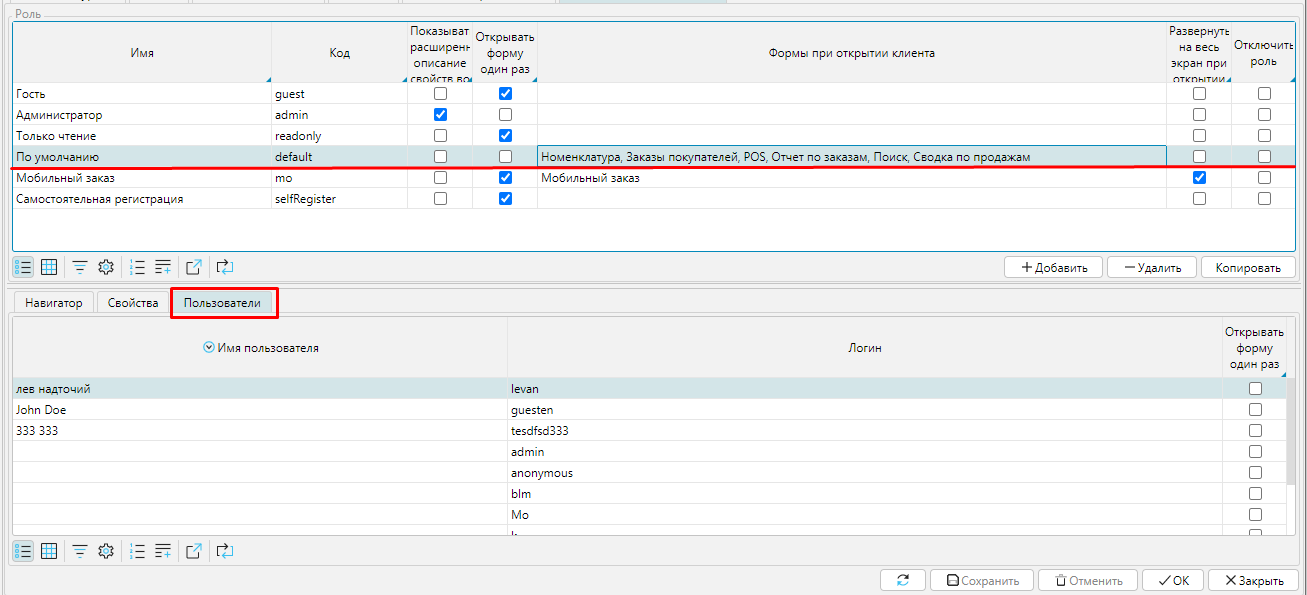 Роль
Имя
Код
Показыват
расширенн
описание
свойств во
Открывать
форму
один раз
Формы при открытии клиента
Развернуть
на весь
экран при
открытии
Отключить
роль
Гость guest
Администратор admin
Только чтение readonly
По умолчанию default Номенклатура, Заказы покупателей, POS, Отчет по заказам, Поиск, Сводка по продажам
Мобильный заказ mo Мобильный заказ
Самостоятельная регистрация selfRegister
Добавить Удалить Копировать
Навигатор Свойства Пользователи
Имя пользователя
Логин
Открывать
форму
один раз
лев надточий levan
John Doe guesten
333 333 tesdfsd333
admin
anonymous
blm
Mo
Сохранить Отменить OK Закрыть